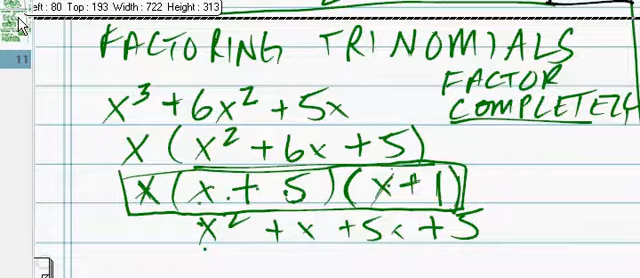 eft: 80 Top: 193 Width: 722 Height: 313
FACTORING TRINOMIALS
FACTOR
COMPLETELY
x³ + 6x² + 5x
x (x² + 6x + 5)
x(x + 5)(x + 1)
x² + x + 5x + 5
11